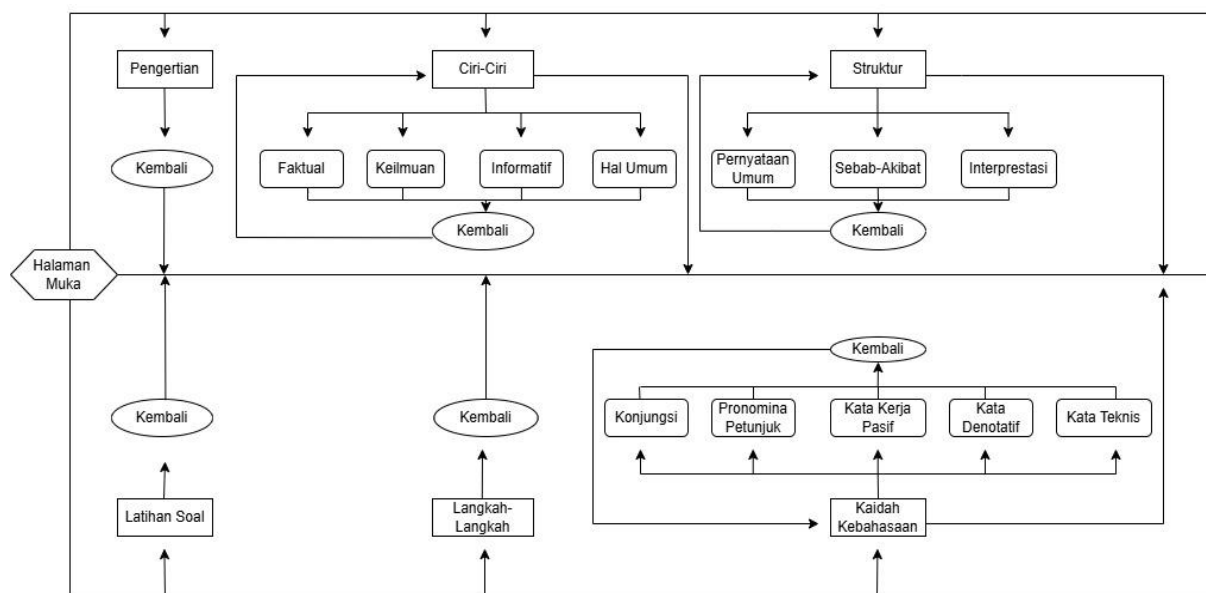 Pengertian
Ciri-Ciri
Struktur
Kembali
Faktual
Keilmuan
Informatif
Hal Umum
Pernyataan
Umum
Sebab-Akibat
Interprestasi
Kembali
Kembali
Halaman
Muka
Kembali
Kembali
Kembali
Konjungsi
Pronomina
Petunjuk
Kata Kerja
Pasif
Kata
Denotatif
Kata Teknis
Latihan Soal
Langkah-
Langkah
Kaidah
Kebahasaan